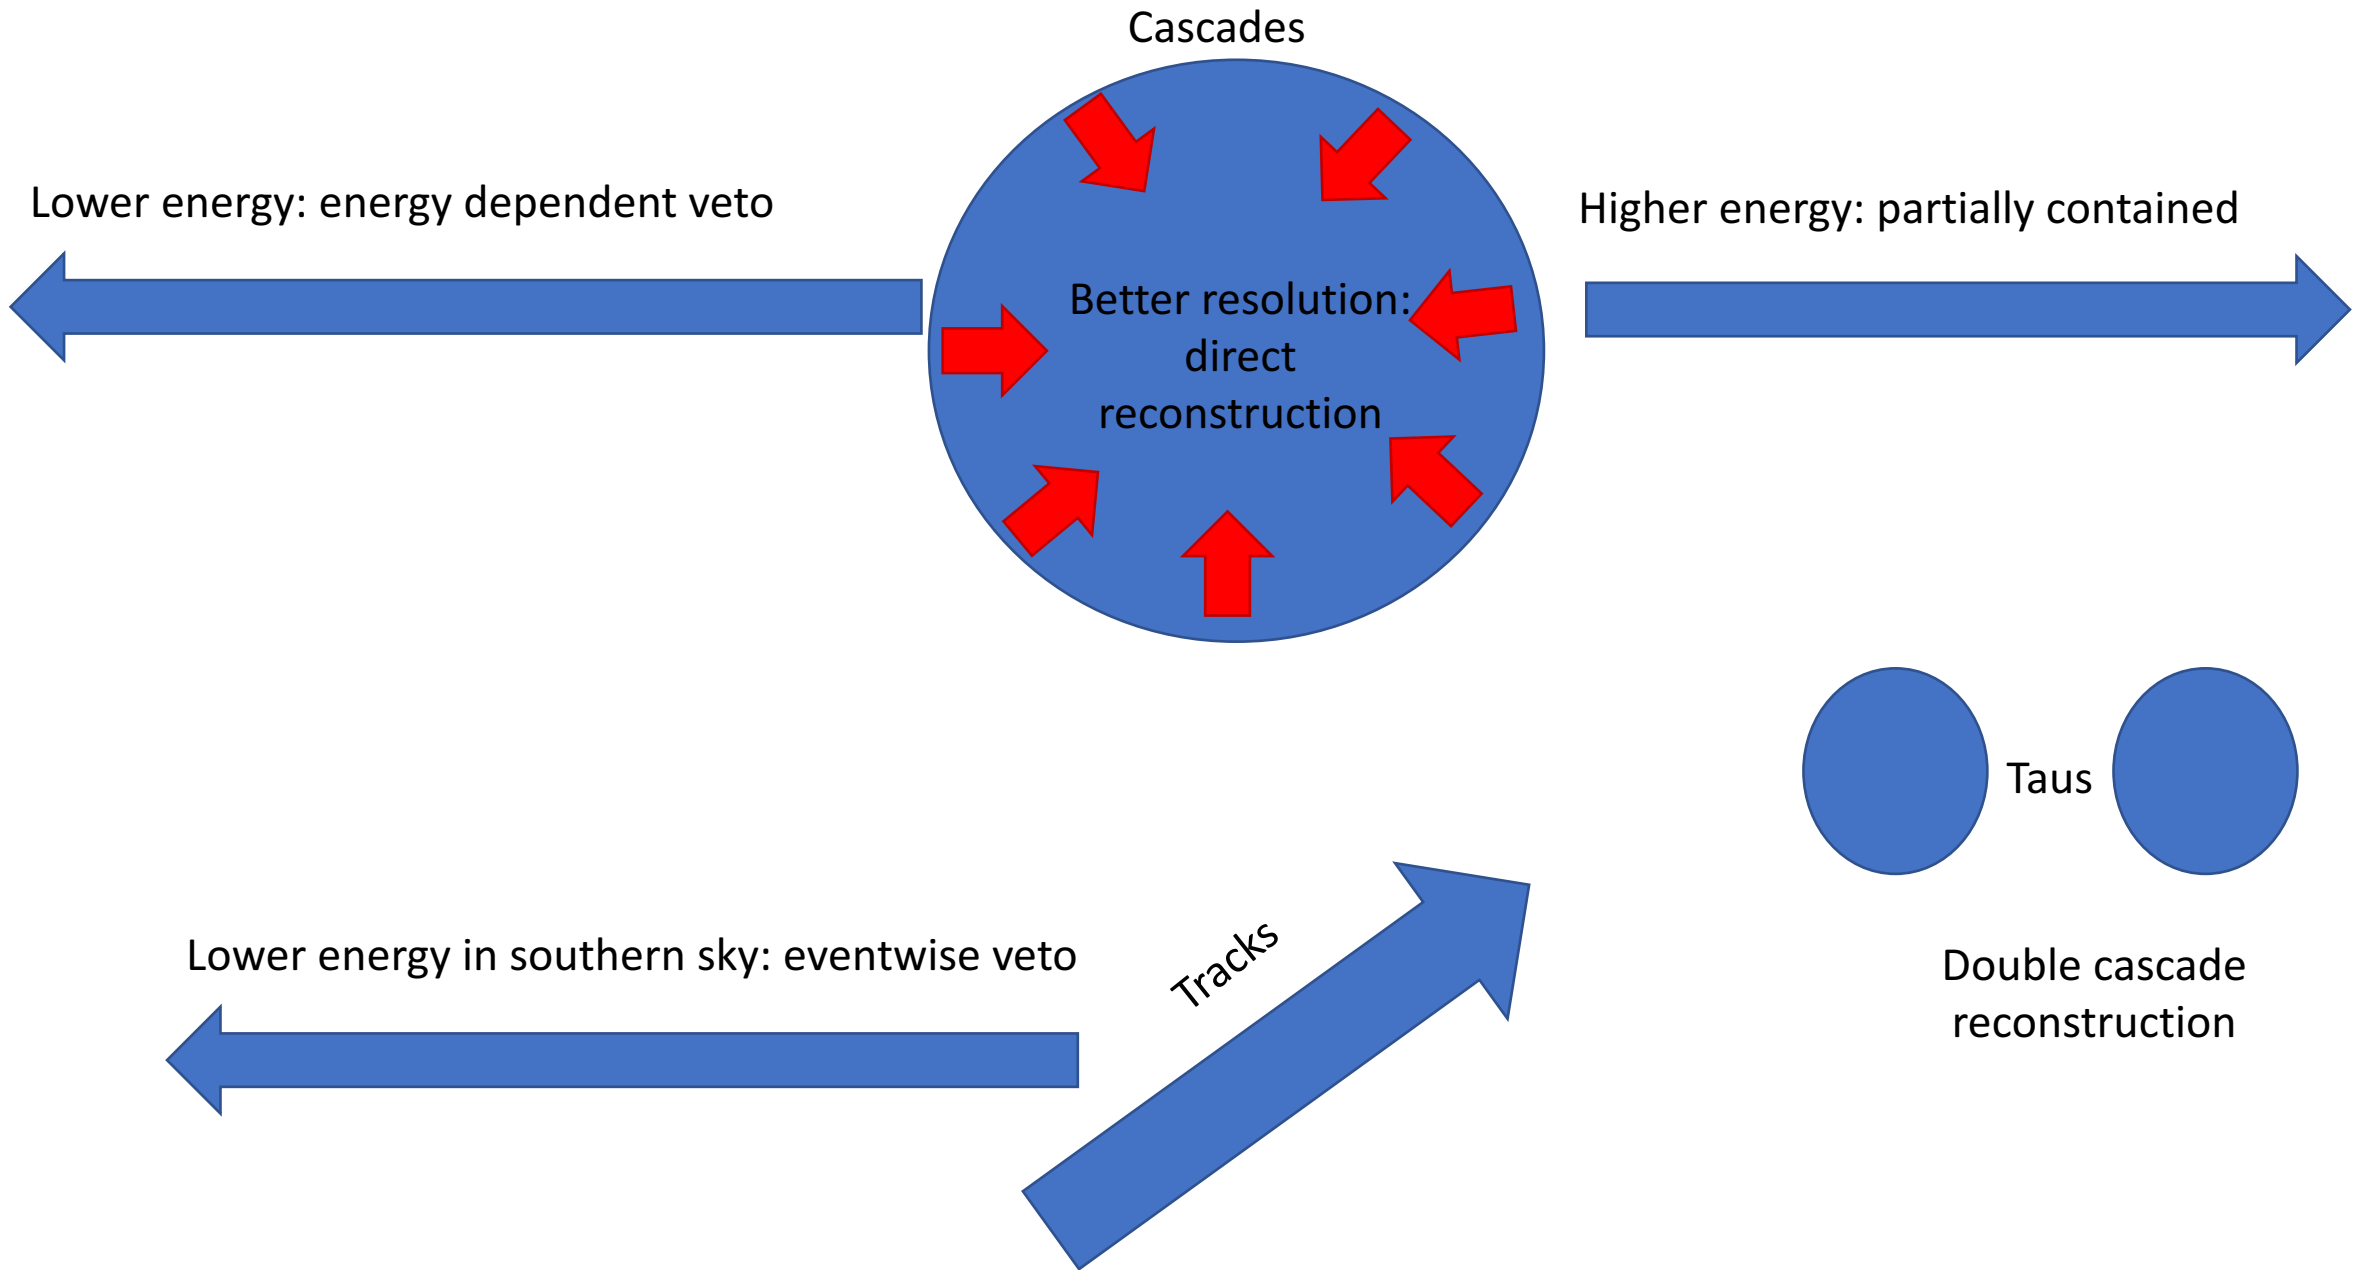 Cascades
Lower energy: energy dependent veto
Higher energy: partially contained
Better resolution:
direct
reconstruction
Taus
Tracks
Lower energy in southern sky: eventwise veto
Double cascade
reconstruction